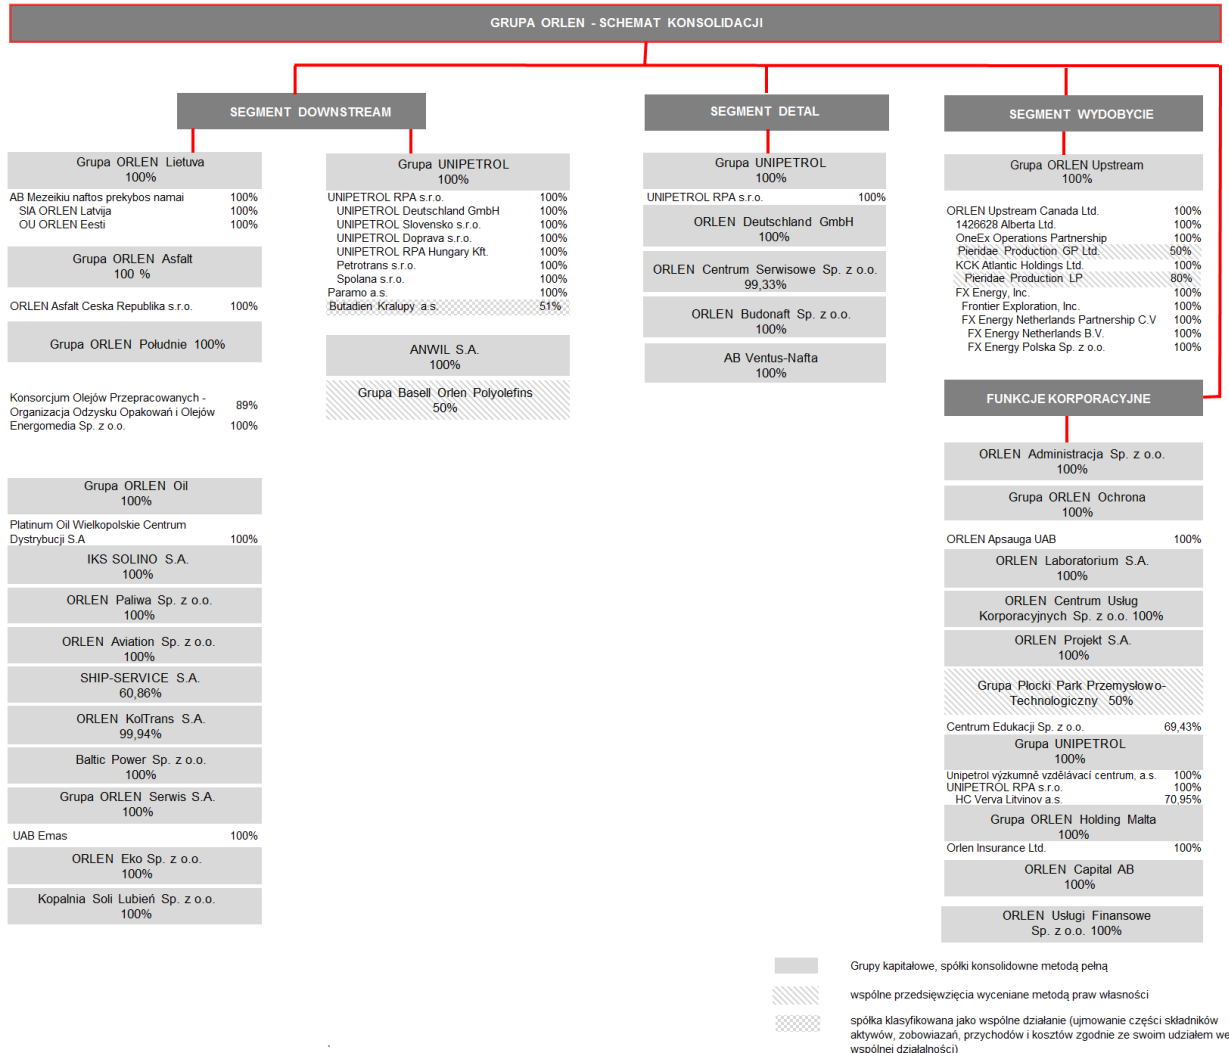 GRUPA ORLEN - SCHEMAT KONSOLIDACJI
SEGMENT DOWNSTREAM
Grupa ORLEN Lietuva
100%
AB Mezeikiu naftos prekybos namai 100%
SIA ORLEN Latvija 100%
OU ORLEN Eesti 100%
Grupa ORLEN Asfalt
100 %
ORLEN Asfalt Ceska Republika s.r.o. 100%
Grupa ORLEN Południe 100%
Konsorcjum Olejów Przepracowanych -
Organizacja Odzysku Opakowań i Olejów 89%
Energomedia Sp. z o.o. 100%
Grupa ORLEN Oil
100%
Platinum Oil Wielkopolskie Centrum
Dystrybucji S.A 100%
IKS SOLINO S.A.
100%
ORLEN Paliwa Sp. z o.o.
100%
ORLEN Aviation Sp. z o.o.
100%
SHIP-SERVICE S.A.
60,86%
ORLEN KolTrans S.A.
99,94%
Baltic Power Sp. z o.o.
100%
Grupa ORLEN Serwis S.A.
100%
UAB Emas 100%
ORLEN Eko Sp. z o.o.
100%
Kopalnia Soli Lubień Sp. z o.o.
100%
Grupa UNIPETROL
100%
UNIPETROL RPA s.r.o. 100%
UNIPETROL Deutschland GmbH 100%
UNIPETROL Slovensko s.r.o. 100%
UNIPETROL Doprava s.r.o. 100%
UNIPETROL RPA Hungary Kft. 100%
Petrotrans s.r.o. 100%
Spolana s.r.o. 100%
Paramo a.s. 100%
Butadien Kralupy a.s. 51%
ANWIL S.A.
100%
Grupa Basell Orlen Polyolefins
50%
SEGMENT DETAL
Grupa UNIPETROL
100%
UNIPETROL RPA s.r.o. 100%
ORLEN Deutschland GmbH
100%
ORLEN Centrum Serwisowe Sp. z o.o.
99,33%
ORLEN Budonaft Sp. z o.o.
100%
AB Ventus-Nafta
100%
SEGMENT WYDOBYCIE
Grupa ORLEN Upstream
100%
ORLEN Upstream Canada Ltd. 100%
1426628 Alberta Ltd. 100%
OneEx Operations Partnership 100%
Pieridae Production GP Ltd. 50%
KCK Atlantic Holdings Ltd. 100%
Pieridae Production LP 80%
FX Energy, Inc. 100%
Frontier Exploration, Inc. 100%
FX Energy Netherlands Partnership C.V 100%
FX Energy Netherlands B.V. 100%
FX Energy Polska Sp. z o.o. 100%
FUNKCJE KORPORACYJNE
ORLEN Administracja Sp. z o.o.
100%
Grupa ORLEN Ochrona
100%
ORLEN Apsauga UAB 100%
ORLEN Laboratorium S.A.
100%
ORLEN Centrum Usług
Korporacyjnych Sp. z o.o. 100%
ORLEN Projekt S.A.
100%
Grupa Płocki Park Przemysłowo-
Technologiczny 50%
Centrum Edukacji Sp. z o.o. 69,43%
Grupa UNIPETROL
100%
Unipetrol výzkumně vzdělávací centrum, a.s. 100%
UNIPETROL RPA s.r.o. 100%
HC Verva Litvinov a.s. 70,95%
Grupa ORLEN Holding Malta
100%
Orlen Insurance Ltd. 100%
ORLEN Capital AB
100%
ORLEN Usługi Finansowe
Sp. z o.o. 100%
Grupy kapitałowe, spółki konsolidowne metodą pełną
wspólne przedsięwzięcia wyceniane metodą praw własności
spółka klasyfikowana jako wspólne działanie (ujmowanie części składników
aktywów, zobowiazań, przychodów i kosztów zgodnie ze swoim udziałem we
wspólnej działalności)